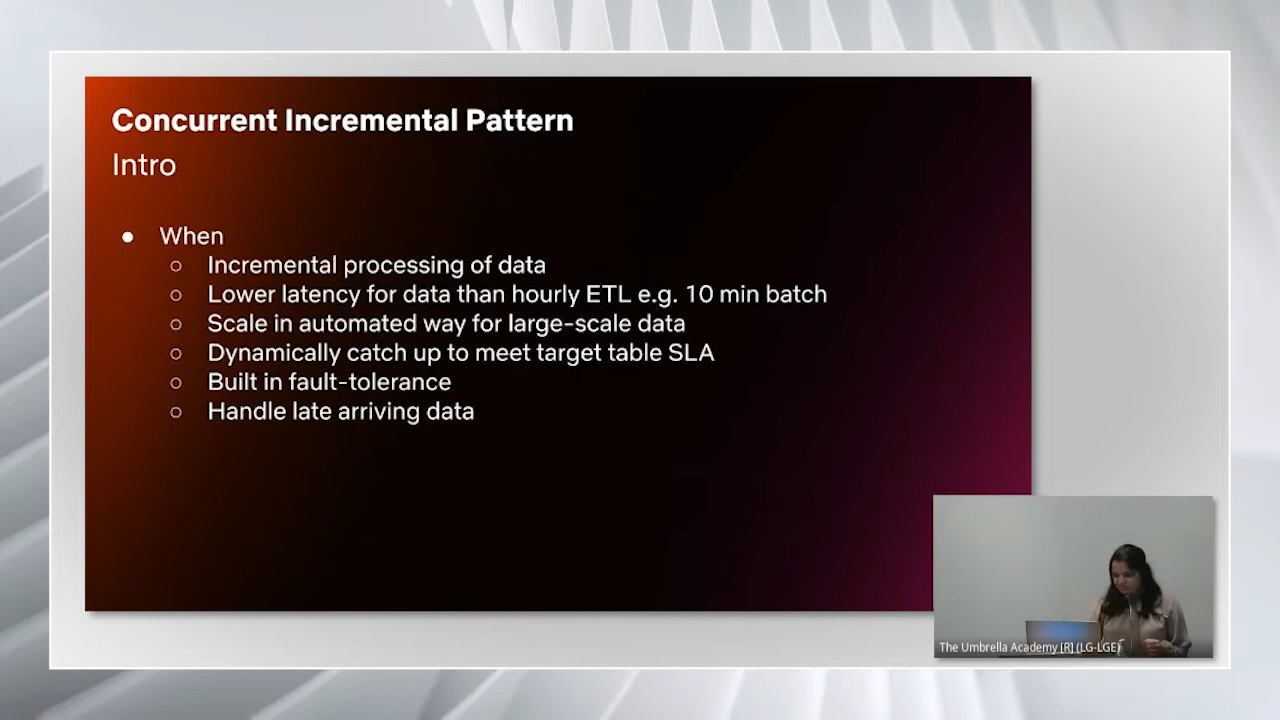 Concurrent Incremental Pattern
Intro
● When
○ Incremental processing of data
○ Lower latency for data than hourly ETL e.g. 10 min batch
○ Scale in automated way for large-scale data
○ Dynamically catch up to meet target table SLA
○ Built in fault-tolerance
○ Handle late arriving data
The Umbrella Academy [R] (LG-LGE)